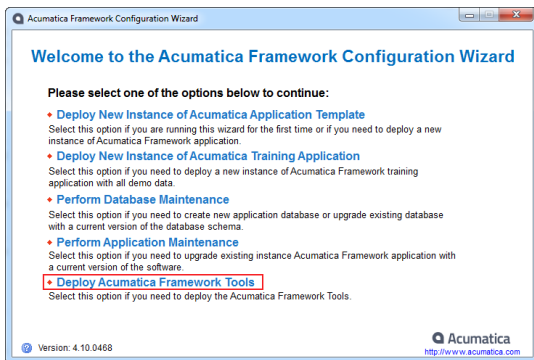 Acumatica Framework Configuration Wizard
Welcome to the Acumatica Framework Configuration Wizard
Please select one of the options below to continue:
Deploy New Instance of Acumatica Application Template
Select this option if you are running this wizard for the first time or if you need to deploy a new
instance of Acumatica Framework application.
Deploy New Instance of Acumatica Training Application
Select this option if you need to deploy a new instance of Acumatica Framework training
application with all demo data.
Perform Database Maintenance
Select this option if you need to create new application database or upgrade existing database
with a current version of the database schema.
Perform Application Maintenance
Select this option if you need to upgrade existing instance Acumatica Framework application with
a current version of the software.
Deploy Acumatica Framework Tools
Select this option if you need to deploy the Acumatica Framework Tools.
Version: 4.10.0468
Acumatica
http://www.acumatica.com